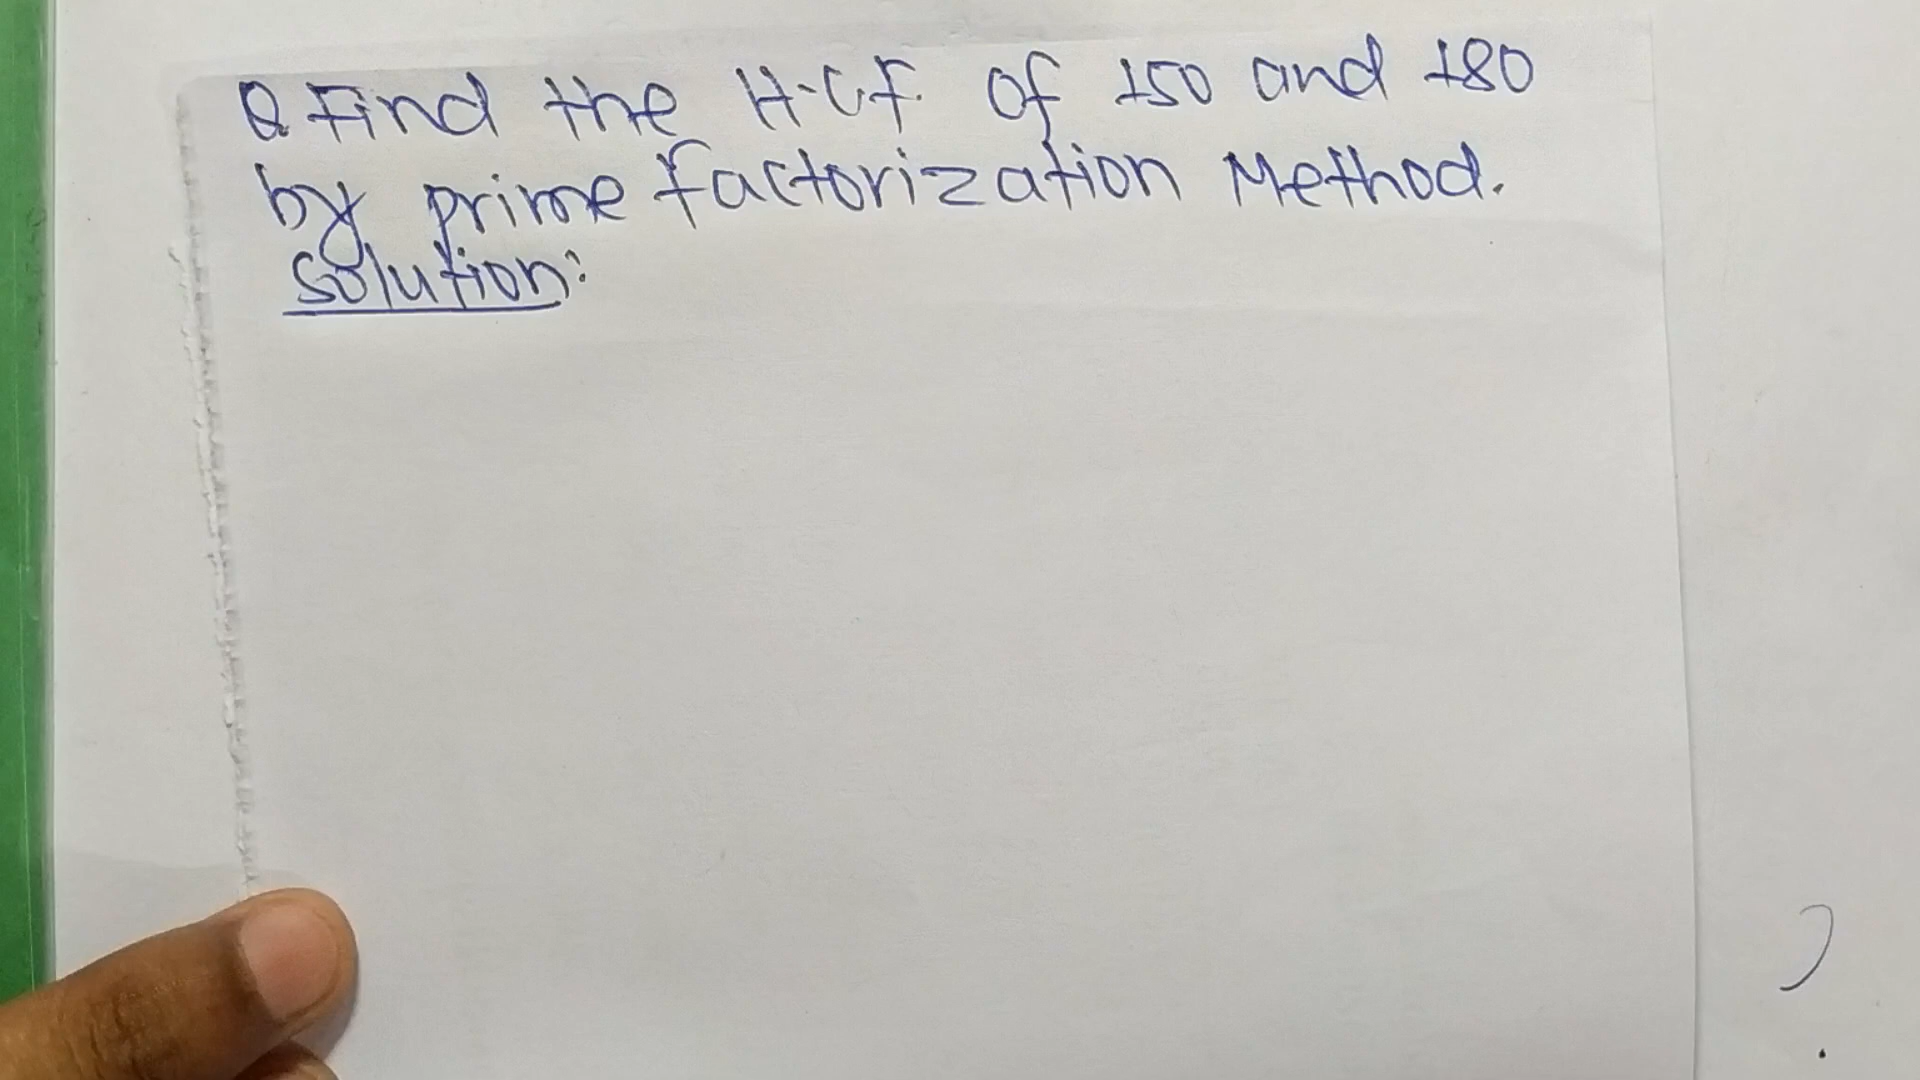 Q Find the H.C.F. Of 150 and 180
by prime factorization Method.
Solution: